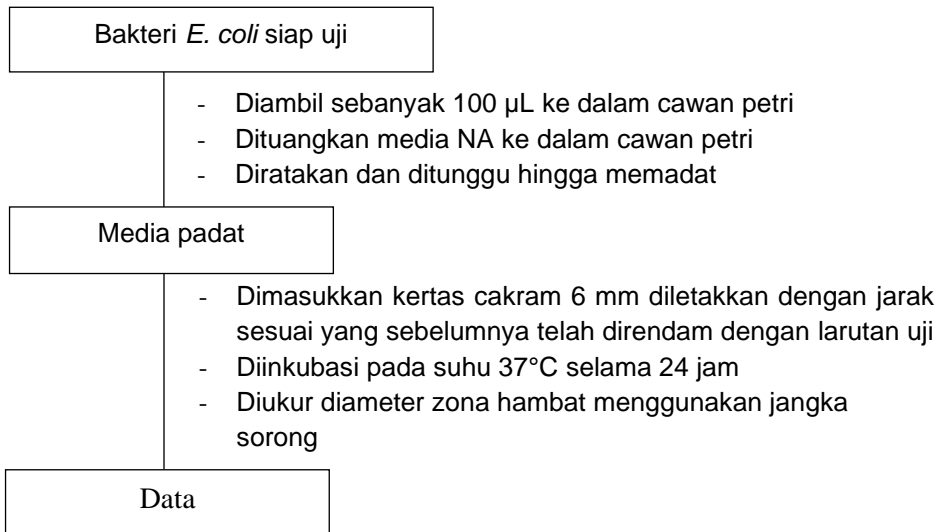 Bakteri E. coli siap uji
- Diambil sebanyak 100 µL ke dalam cawan petri
- Dituangkan media NA ke dalam cawan petri
- Diratakan dan ditunggu hingga memadat
Media padat
- Dimasukkan kertas cakram 6 mm diletakkan dengan jarak
sesuai yang sebelumnya telah direndam dengan larutan uji
- Diinkubasi pada suhu 37°C selama 24 jam
- Diukur diameter zona hambat menggunakan jangka
sorong
Data